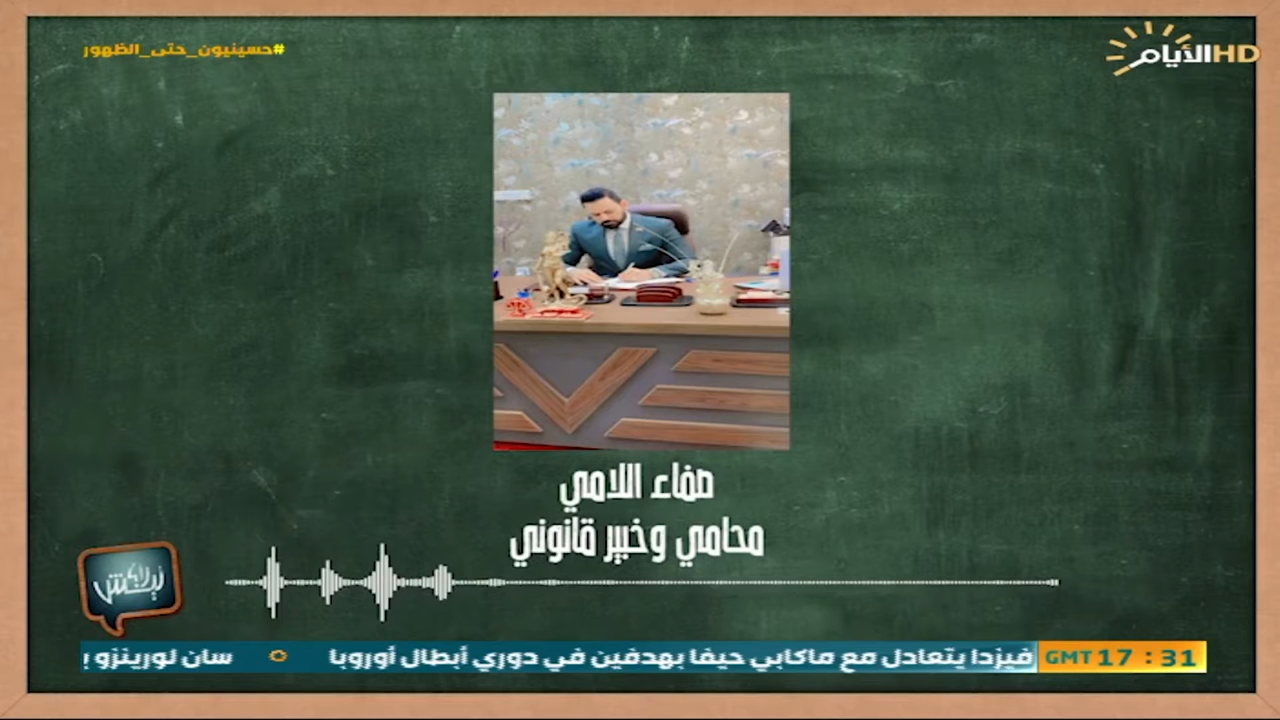 #حسينيون_حتى_الظهور
الأيام HD
صفاء اللامي
محامي وخبير قانوني
GMT 17 : 31
فيزدا يتعادل مع ماكابي حيفا بهدفين في دوري أبطال أوروبا
سان لورينزو